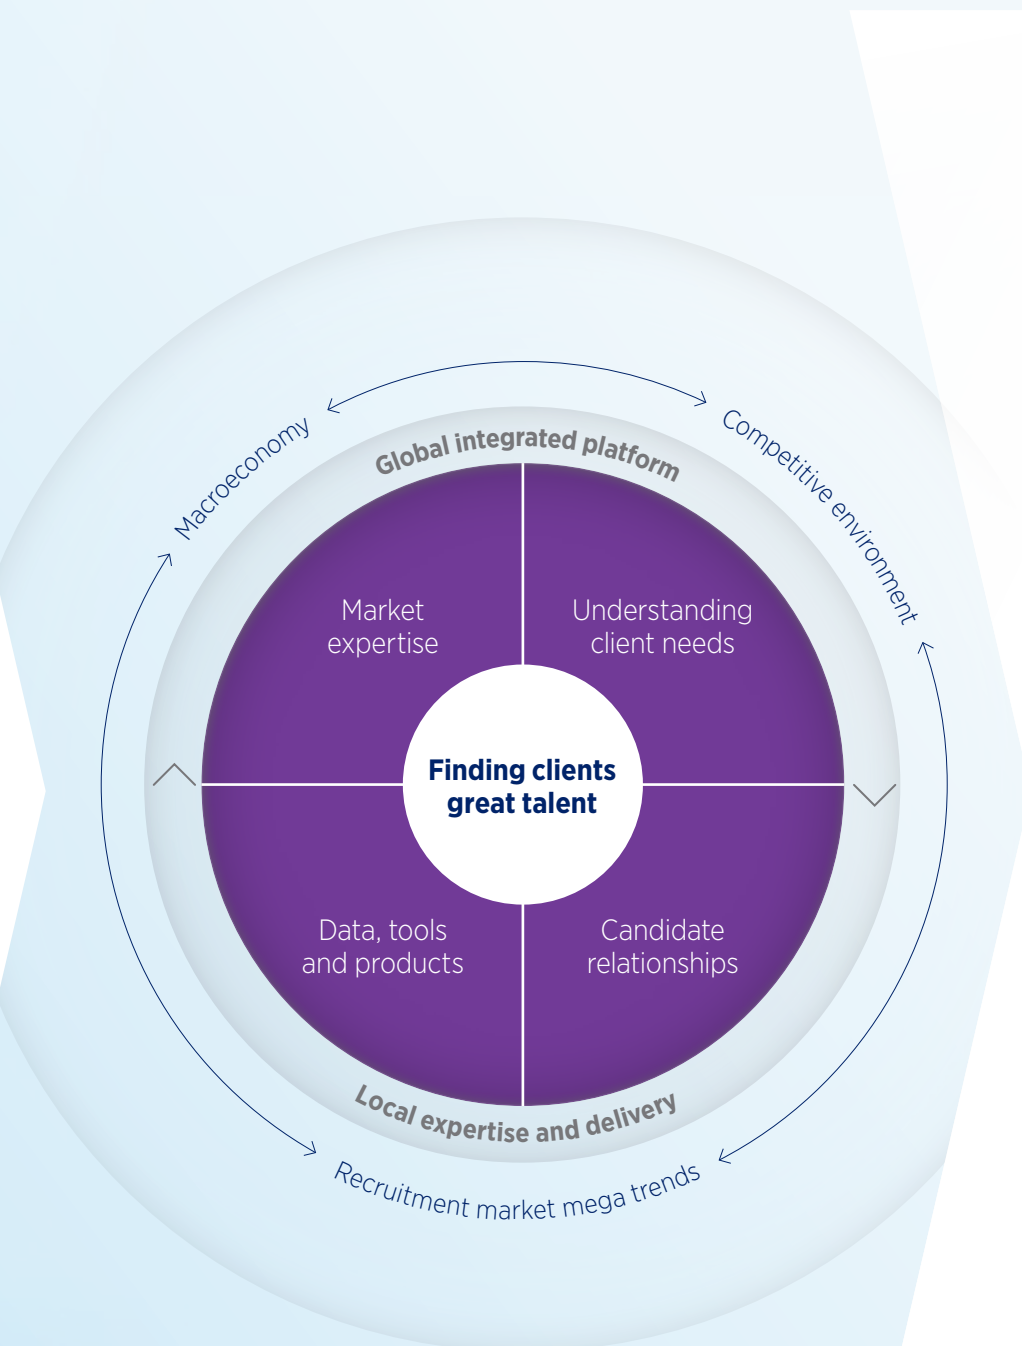 Macroeconomy
Competitive environment
Global integrated platform
Market
expertise
Understanding
client needs
Finding clients
great talent
Data, tools
and products
Candidate
relationships
Local expertise and delivery
Recruitment market mega trends